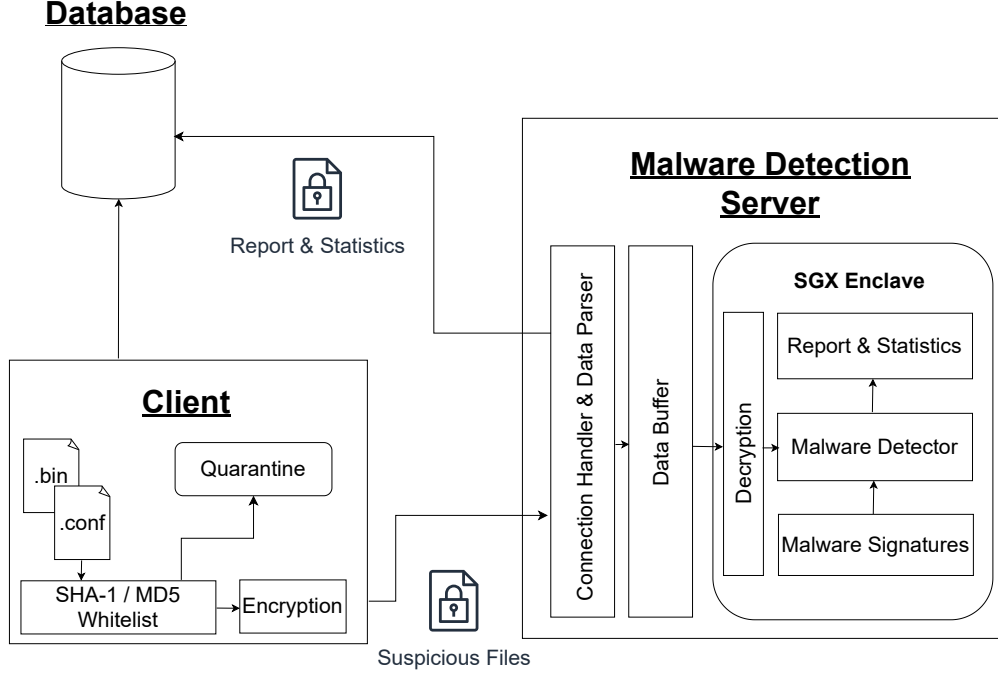 Database
Report & Statistics
Malware Detection
Server
SGX Enclave
Connection Handler & Data Parser
Data Buffer
Decryption
Report & Statistics
Malware Detector
Malware Signatures
Client
.bin
.conf
Quarantine
SHA-1 / MD5
Whitelist
Encryption
Suspicious Files